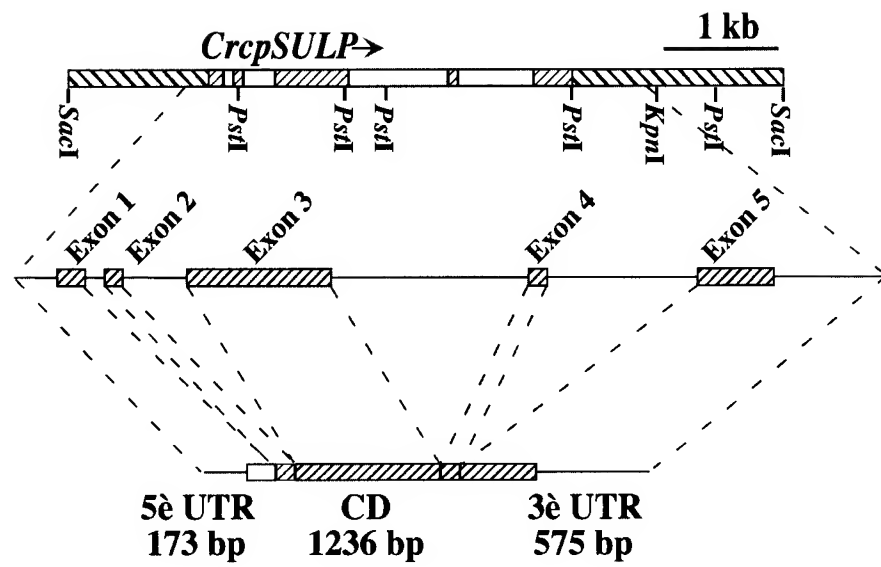 CrcpSULP→
1 kb
SacI
PstI
PstI
PstI
PstI
KpnI
PstI
SacI
Exon 1
Exon 2
Exon 3
Exon 4
Exon 5
5è UTR
CD
3è UTR
173 bp
1236 bp
575 bp